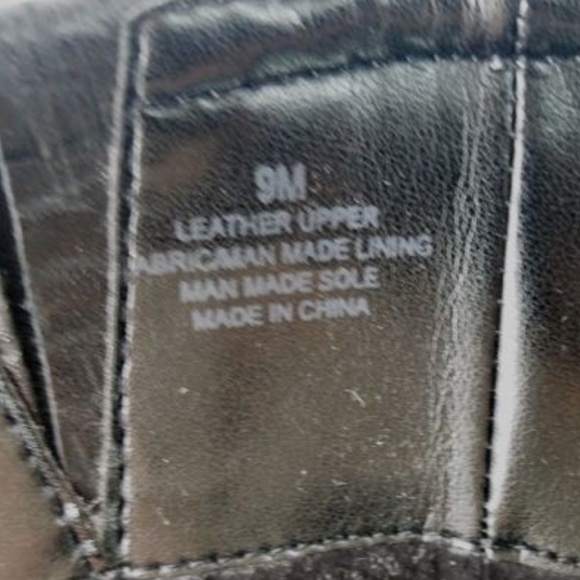 9M
LEATHER UPPER
ABRIC/MAN MADE LINING
MAN MADE SOLE
MADE IN CHINA